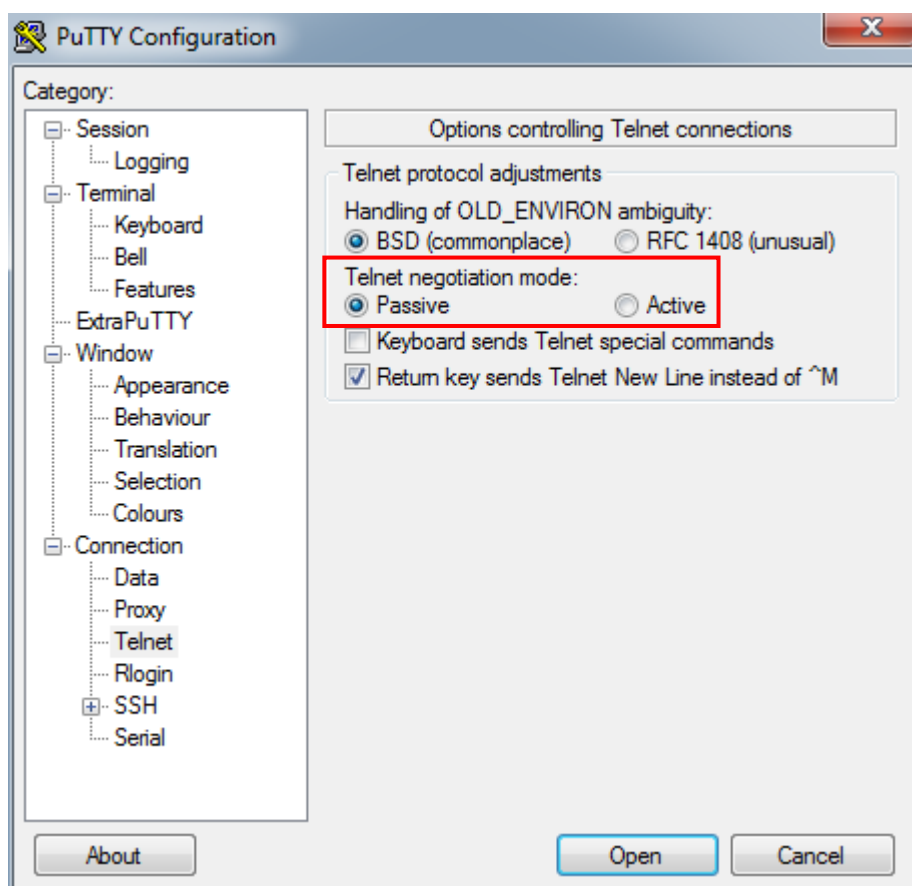 PuTTY Configuration
Category:
Session
Logging
Terminal
Keyboard
Bell
Features
ExtraPuTTY
Window
Appearance
Behaviour
Translation
Selection
Colours
Connection
Data
Proxy
Telnet
Rlogin
SSH
Serial
Options controlling Telnet connections
Telnet protocol adjustments
Handling of OLD_ENVIRON ambiguity:
BSD (commonplace) RFC 1408 (unusual)
Telnet negotiation mode:
Passive Active
Keyboard sends Telnet special commands
Return key sends Telnet New Line instead of ^M
About Open Cancel